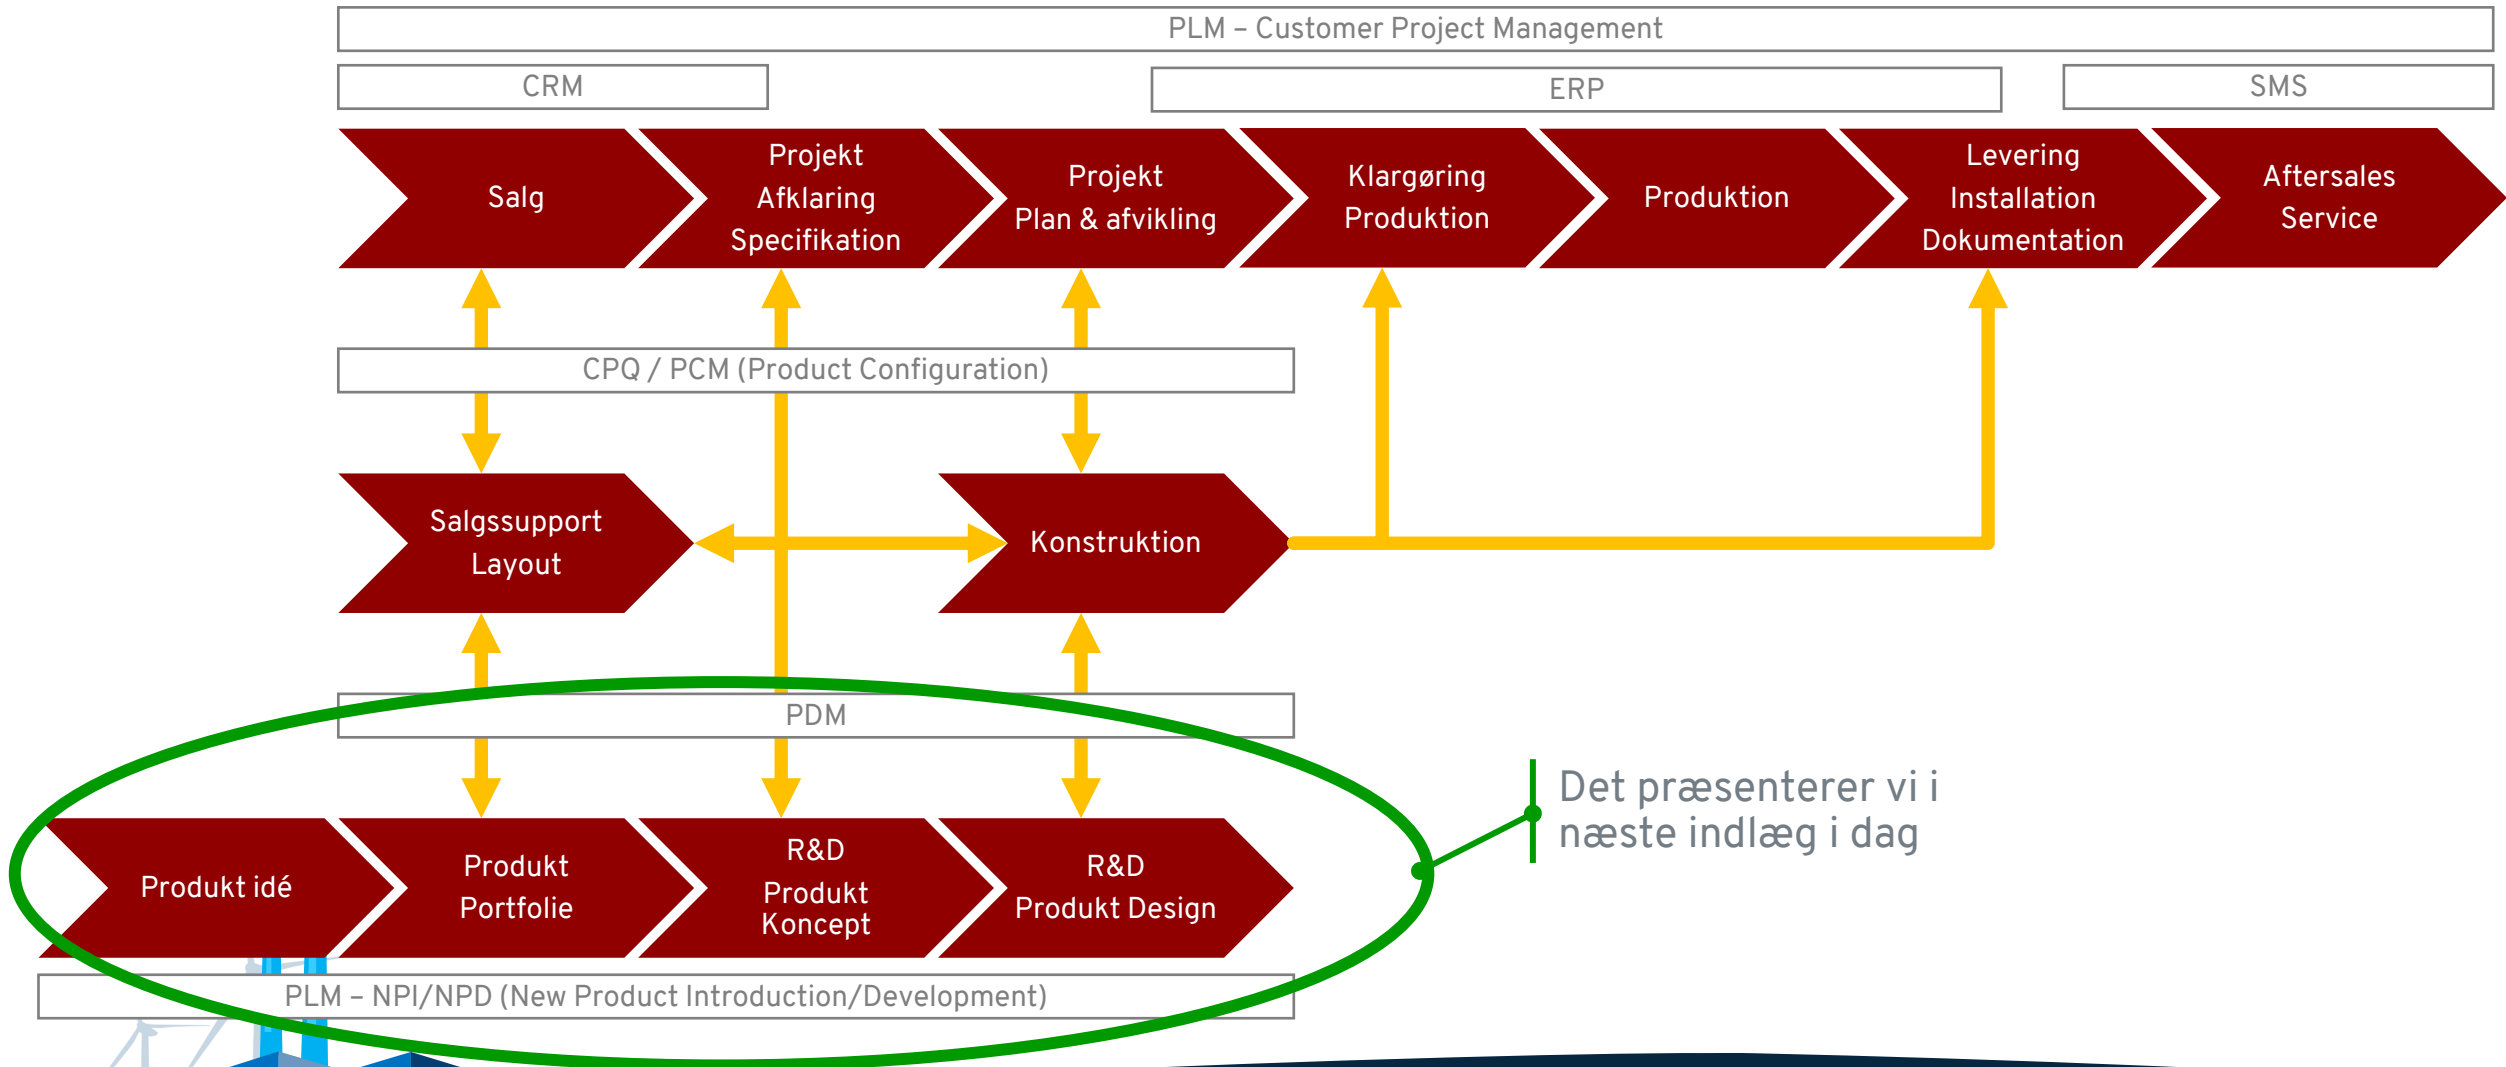 PLM – Customer Project Management
CRM
ERP
SMS
Salg
Projekt
Afklaring
Specifikation
Projekt
Plan & afvikling
Klargøring
Produktion
Produktion
Levering
Installation
Dokumentation
Aftersales
Service
CPQ / PCM (Product Configuration)
Salgssupport
Layout
Konstruktion
PDM
Det præsenterer vi i
næste indlæg i dag
Produkt idé
Produkt
Portfolie
R&D
Produkt
Koncept
R&D
Produkt Design
PLM – NPI/NPD (New Product Introduction/Development)